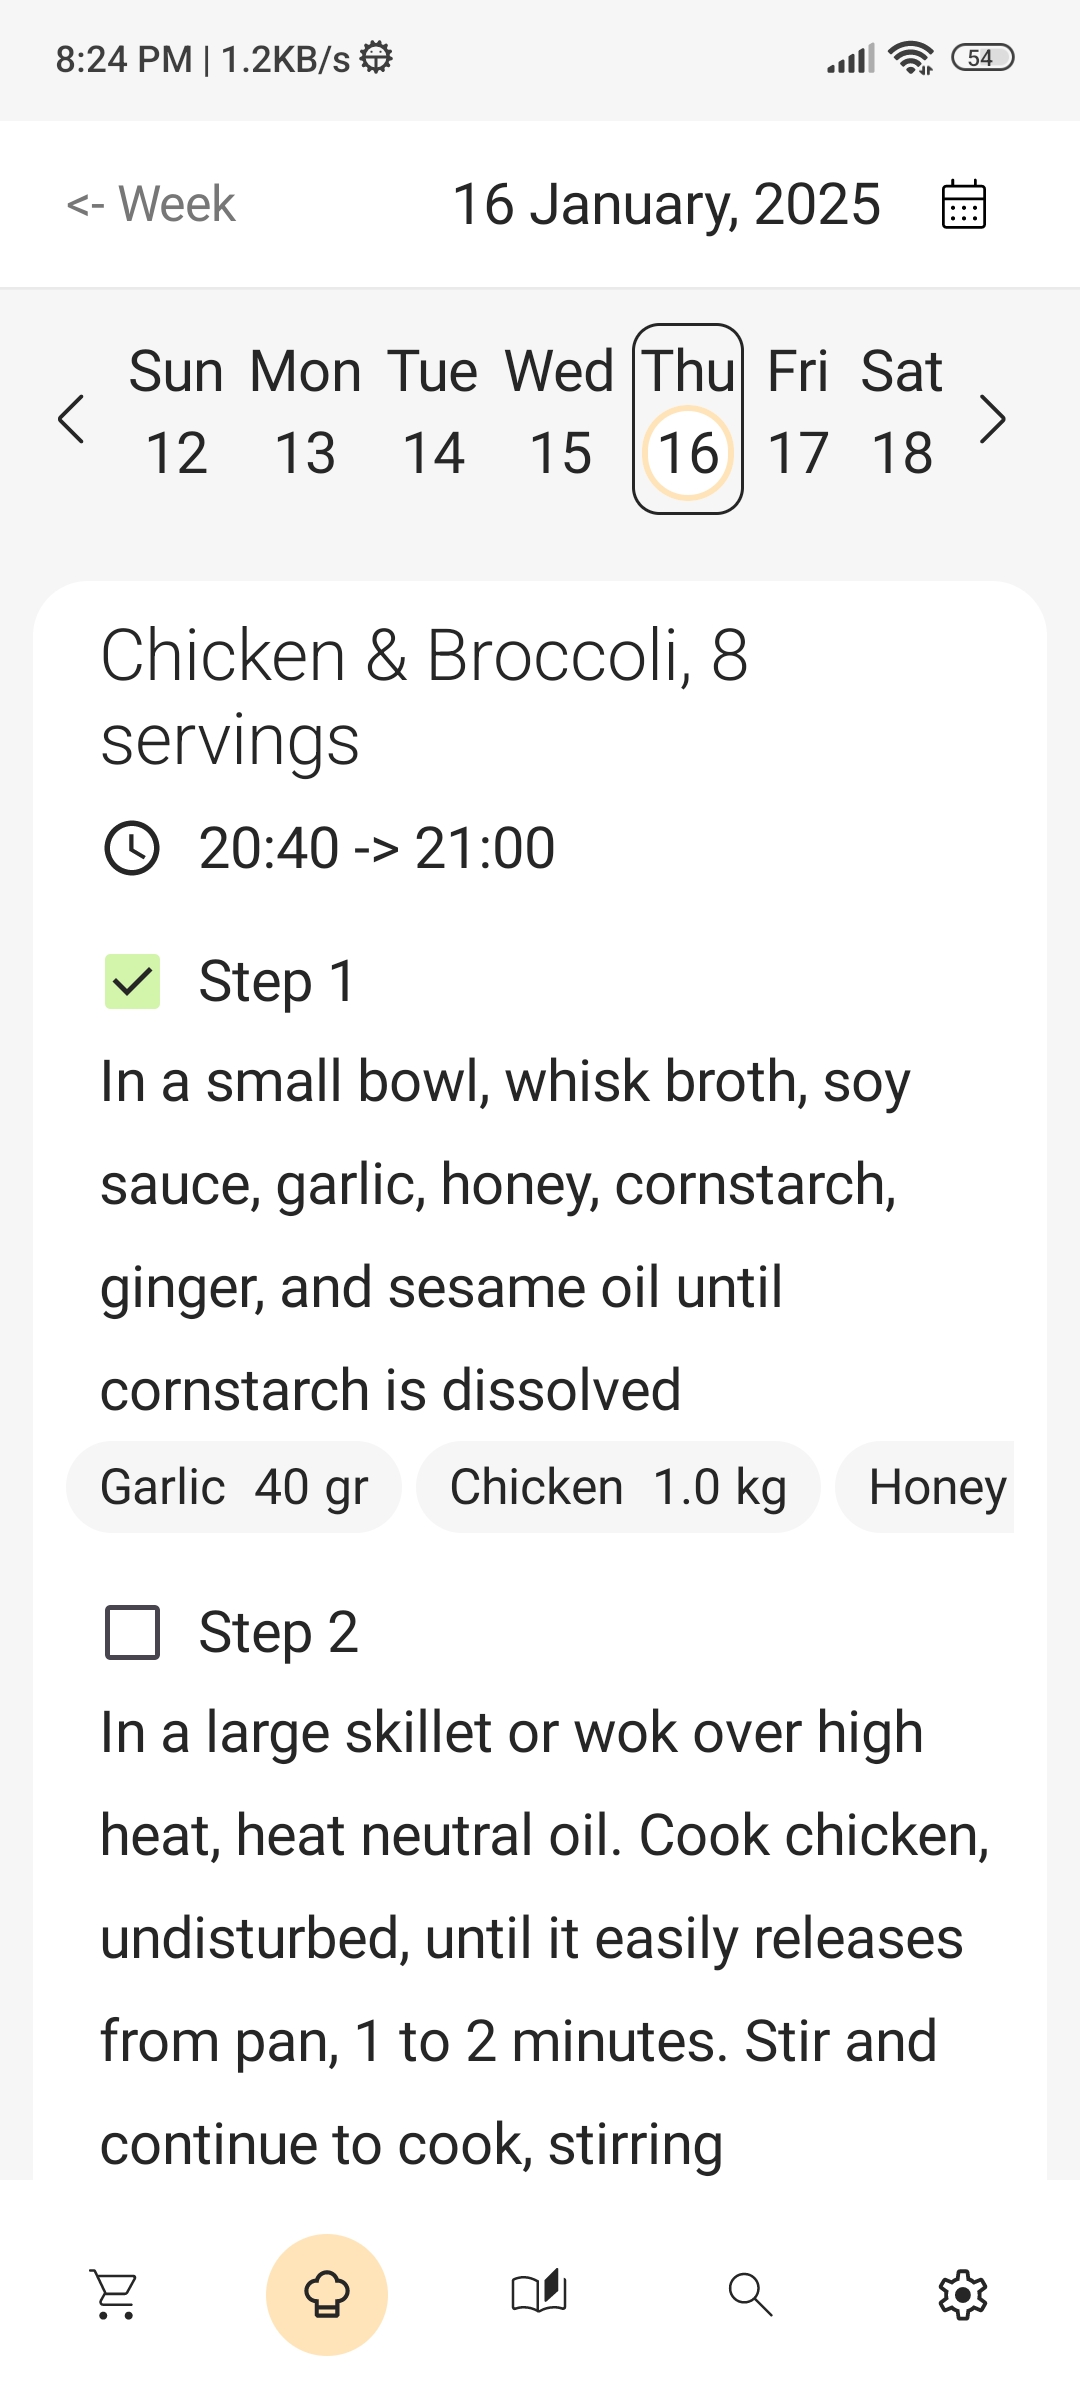 8:24 PM | 1.2KB/s
54
<- Week
16 January, 2025
Sun Mon Tue Wed Thu Fri Sat
12 13 14 15 16 17 18
Chicken & Broccoli, 8
servings
20:40 -> 21:00
Step 1
In a small bowl, whisk broth, soy
sauce, garlic, honey, cornstarch,
ginger, and sesame oil until
cornstarch is dissolved
Garlic 40 gr Chicken 1.0 kg Honey
Step 2
In a large skillet or wok over high
heat, heat neutral oil. Cook chicken,
undisturbed, until it easily releases
from pan, 1 to 2 minutes. Stir and
continue to cook, stirring